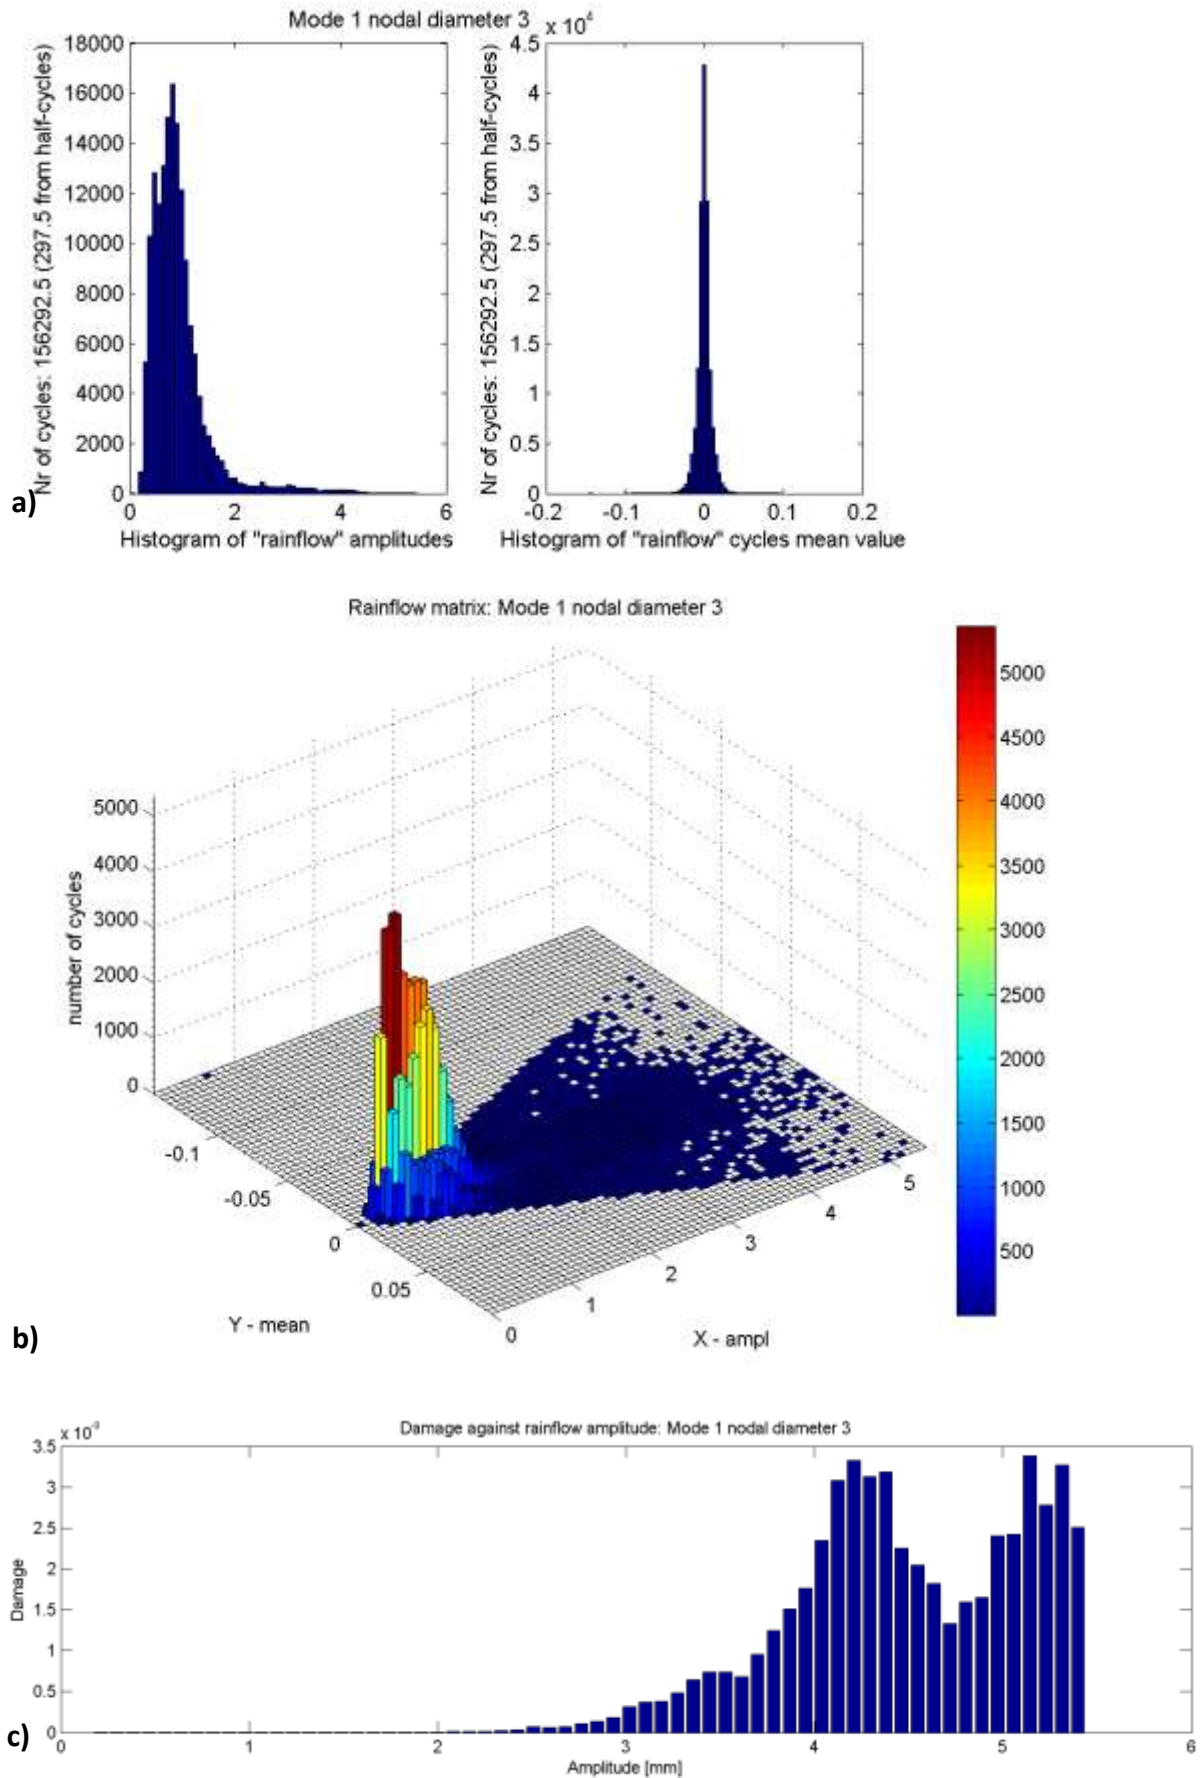 Mode 1 nodal diameter 3
x 10⁴
18000
16000
14000
12000
10000
8000
6000
4000
2000
0
Nr of cycles: 156292.5 (297.5 from half-cycles)
0 2 4 6
Histogram of "rainflow" amplitudes
4.5
4
3.5
3
2.5
2
1.5
1
0.5
0
Nr of cycles: 156292.5 (297.5 from half-cycles)
-0.2 -0.1 0 0.1 0.2
Histogram of "rainflow" cycles mean value
a)
Rainflow matrix: Mode 1 nodal diameter 3
5000
4000
3000
2000
1000
0
number of cycles
-0.1
-0.05
0
0.05
Y - mean
0
1
2
3
4
5
X - ampl
5000
4500
4000
3500
3000
2500
2000
1500
1000
500
b)
Damage against rainflow amplitude: Mode 1 nodal diameter 3
3.5
3
2.5
2
1.5
1
0.5
0
Damage
0 1 2 3 4 5 6
Amplitude [mm]
c)